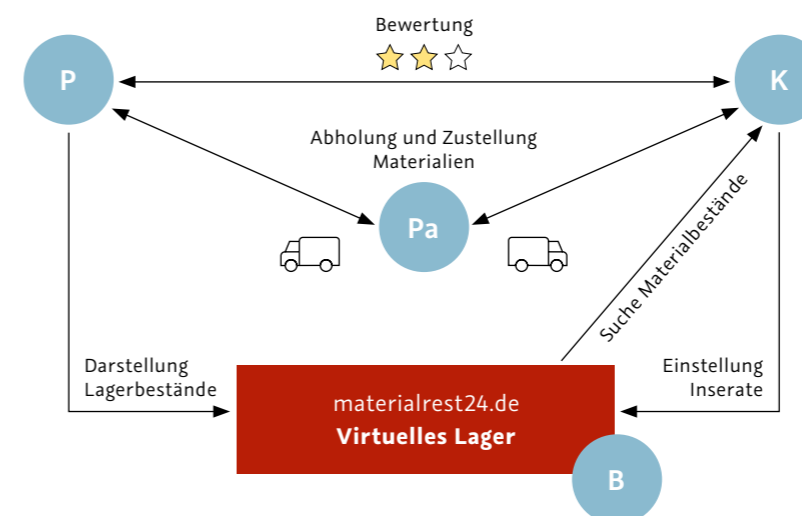 Bewertung
P
K
Abholung und Zustellung
Materialien
Pa
Suche Materialbestände
Darstellung
Lagerbestände
Einstellung
Inserate
materialrest24.de
Virtuelles Lager
B